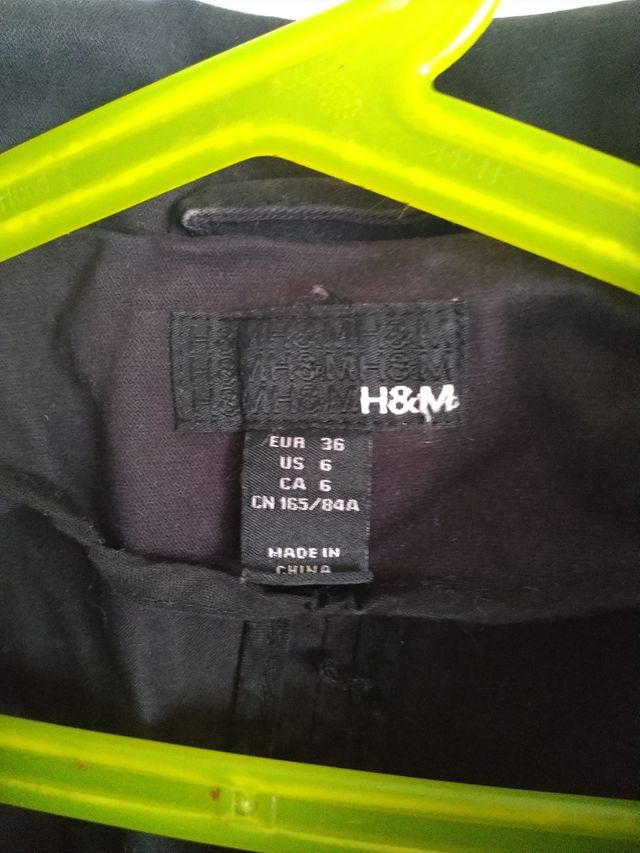 H&M H&M H&M
H&M H&M H&M
H&M H&M
H&M
EUR 36
US 6
CA 6
CN 165/84A
MADE IN
CHINA